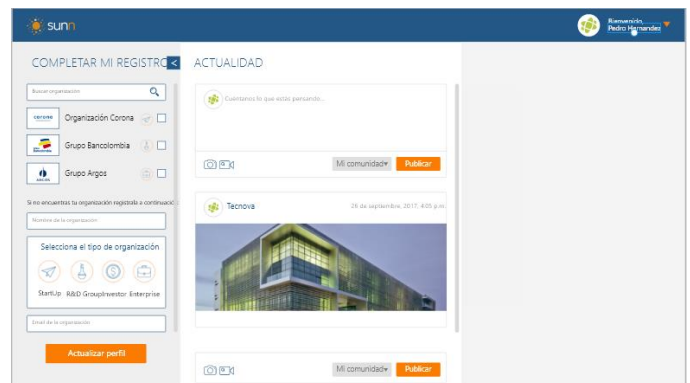 sunn
Bienvenido,
Pedro Hernandez
COMPLETAR MI REGISTRO
<
ACTUALIDAD
Buscar organización
Cuéntanos lo que estás pensando...
corona
Organización Corona
Grupo Bancolombia
Grupo Argos
ARGOS
Mi comunidad
Publicar
Si no encuentras tu organización regístrala a continuació
Nombre de la organización
Tecnova
26 de septiembre, 2017, 4:05 p.m.
Selecciona el tipo de organización
StartUp R&D Group Investor Enterprise
Email de la organización
Actualizar perfil
Mi comunidad
Publicar